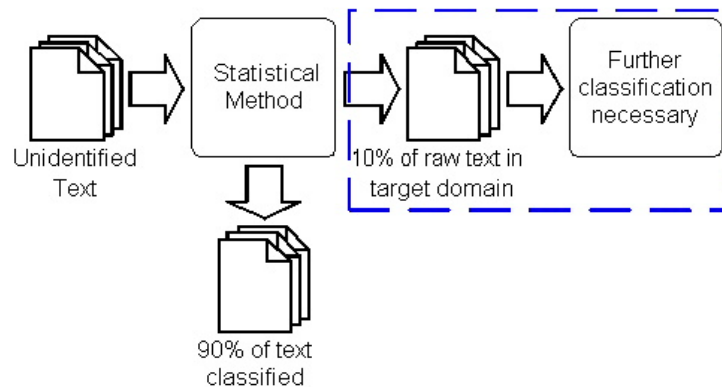 Unidentified
Text
Statistical
Method
10% of raw text in
target domain
Further
classification
necessary
90% of text
classified